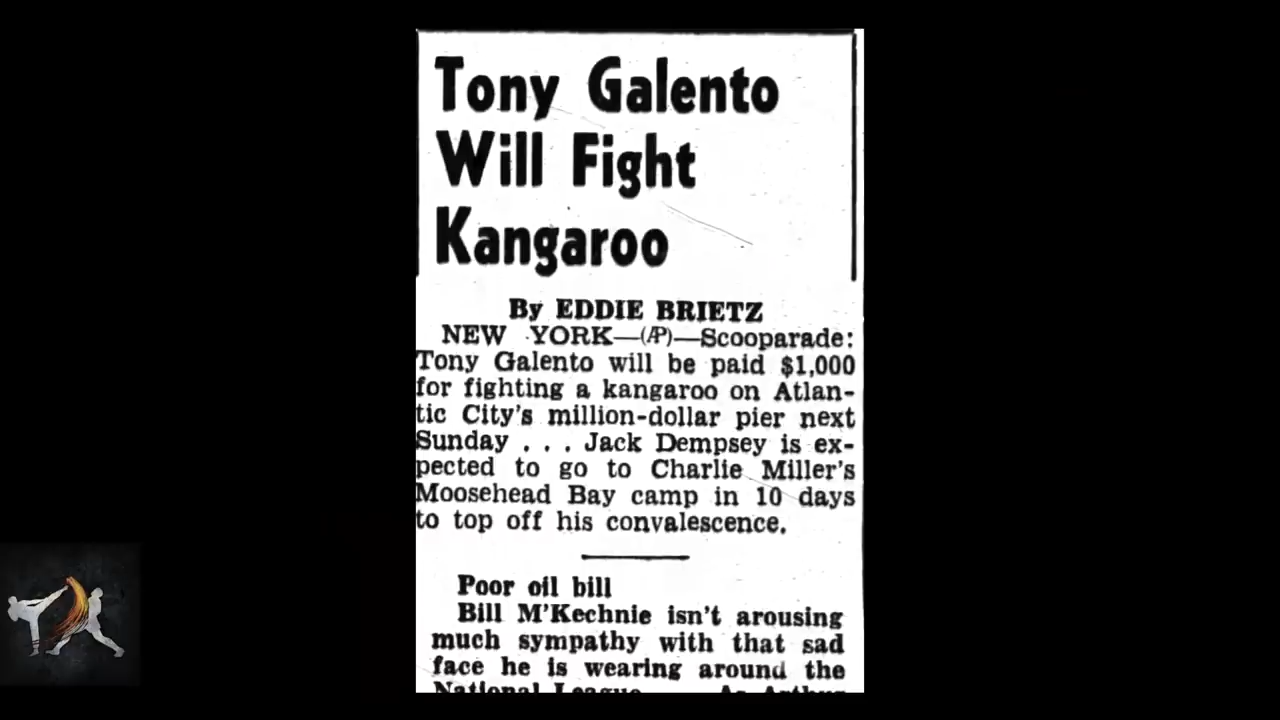 Tony Galento
Will Fight
Kangaroo
By EDDIE BRIETZ
NEW YORK—(AP)—Scooparade:
Tony Galento will be paid $1,000
for fighting a kangaroo on Atlan-
tic City's million-dollar pier next
Sunday . . . Jack Dempsey is ex-
pected to go to Charlie Miller's
Moosehead Bay camp in 10 days
to top off his convalescence.
Poor oil bill
Bill M'Kechnie isn't arousing
much sympathy with that sad
face he is wearing around the
National League